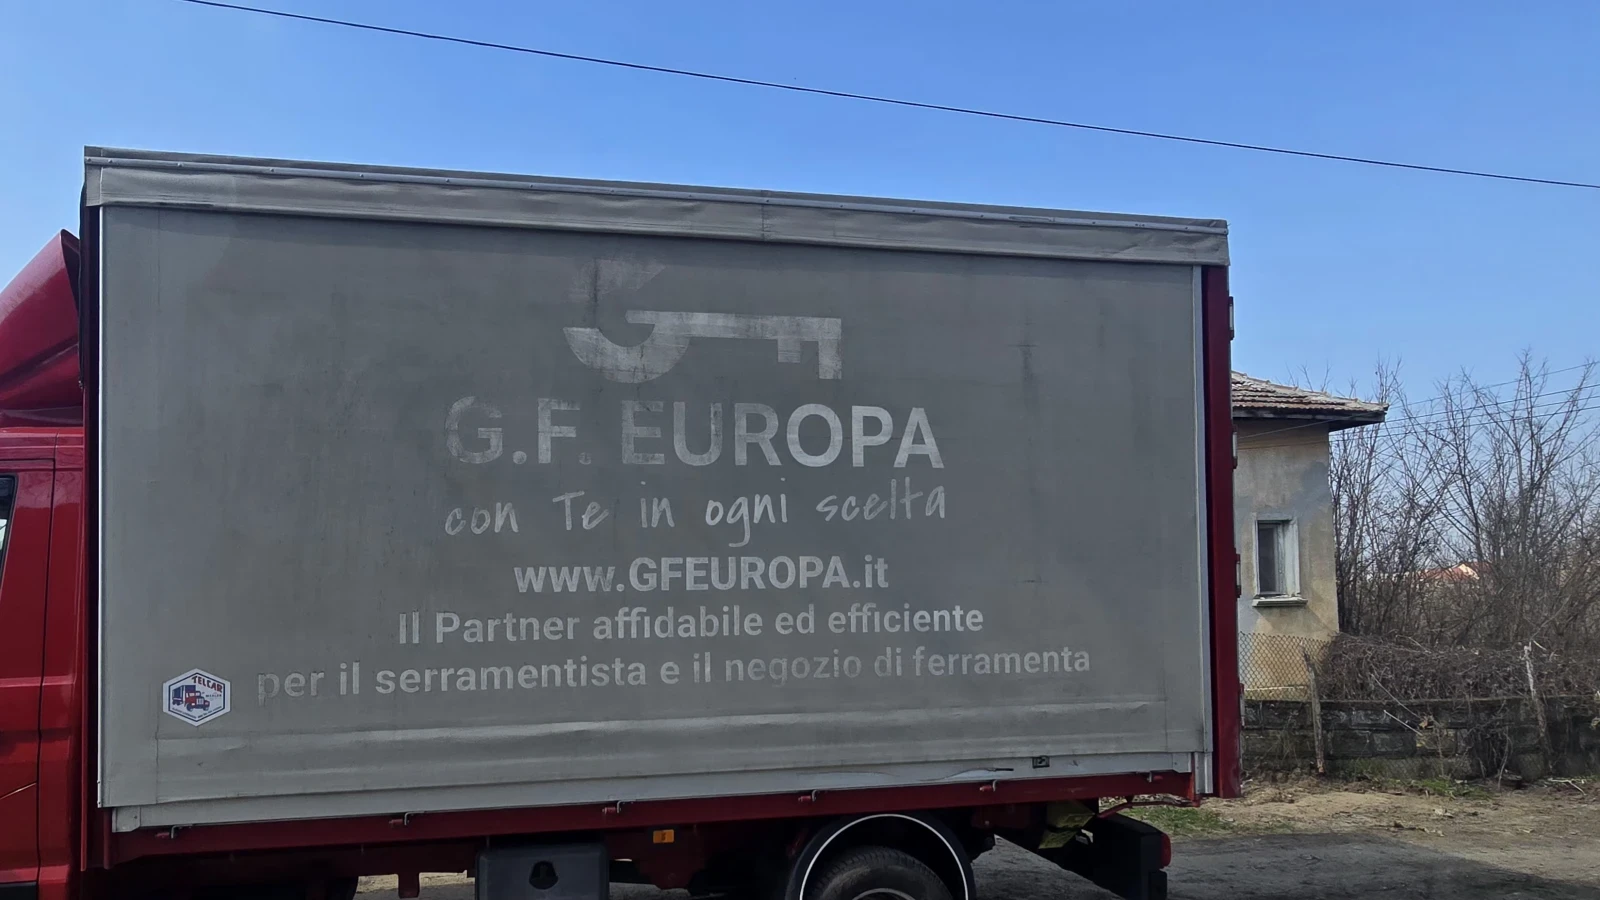 G.F. EUROPA
con Te in ogni scelta
www.GFEUROPA.it
Il Partner affidabile ed efficiente
per il serramentista e il negozio di ferramenta
TELCAR